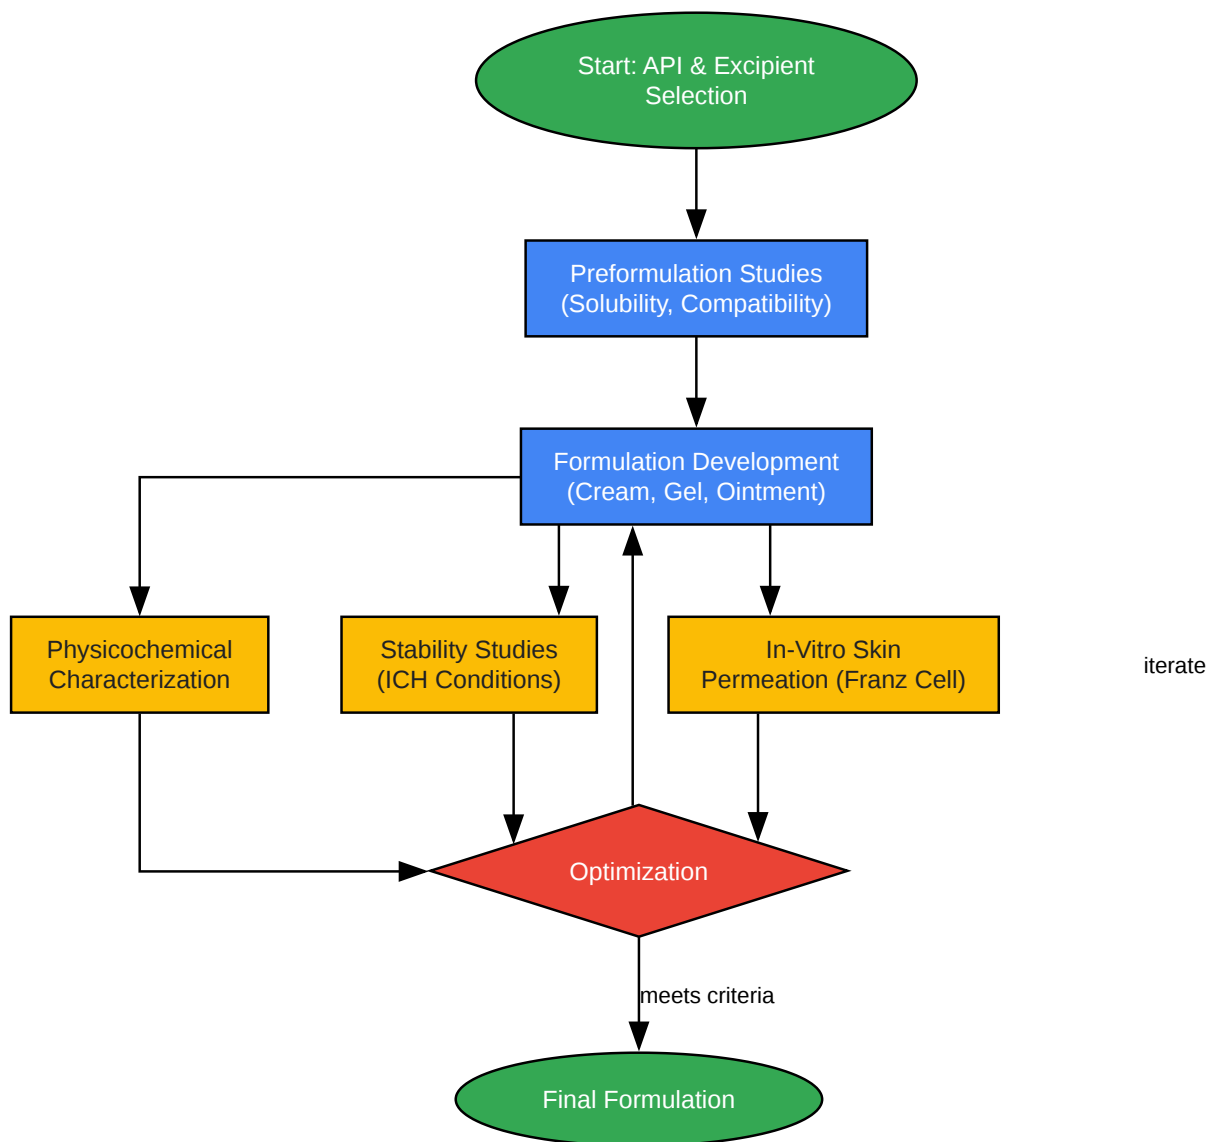 Start: API & Excipient
Selection
Preformulation Studies
(Solubility, Compatibility)
Formulation Development
(Cream, Gel, Ointment)
Physicochemical
Characterization
Stability Studies
(ICH Conditions)
In-Vitro Skin
Permeation (Franz Cell)
iterate
Optimization
meets criteria
Final Formulation